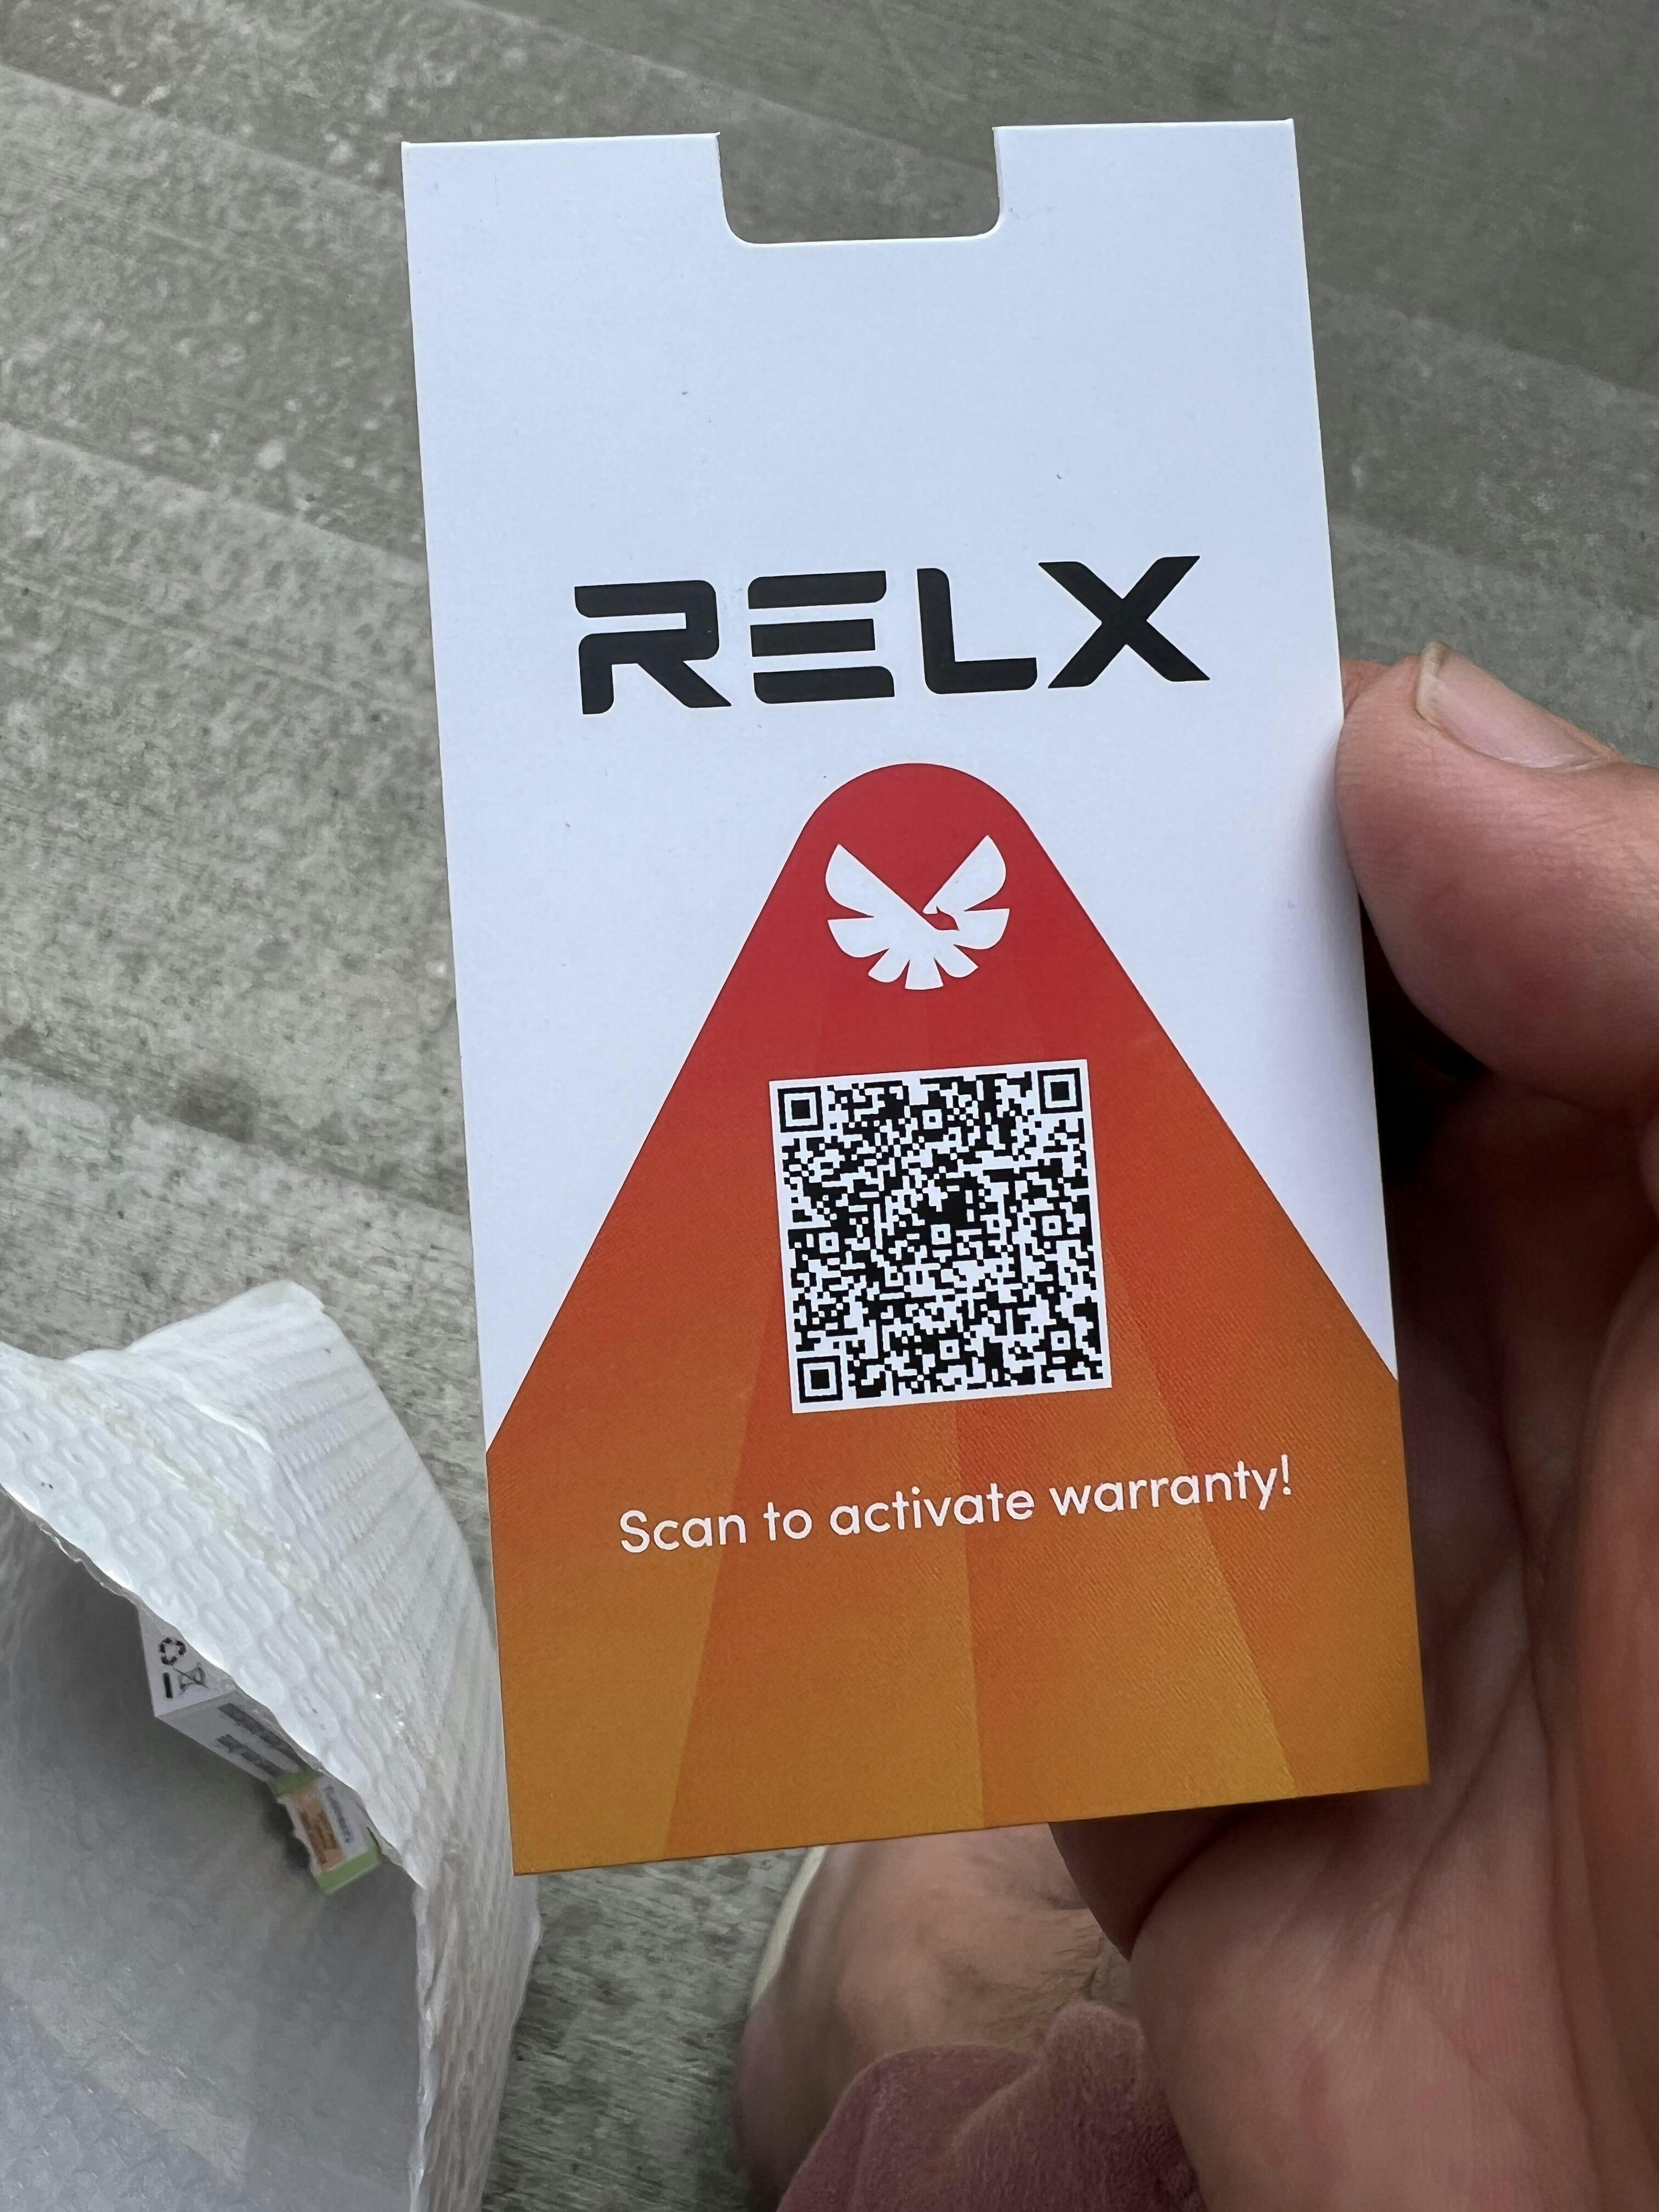 RELX
Scan to activate warranty!